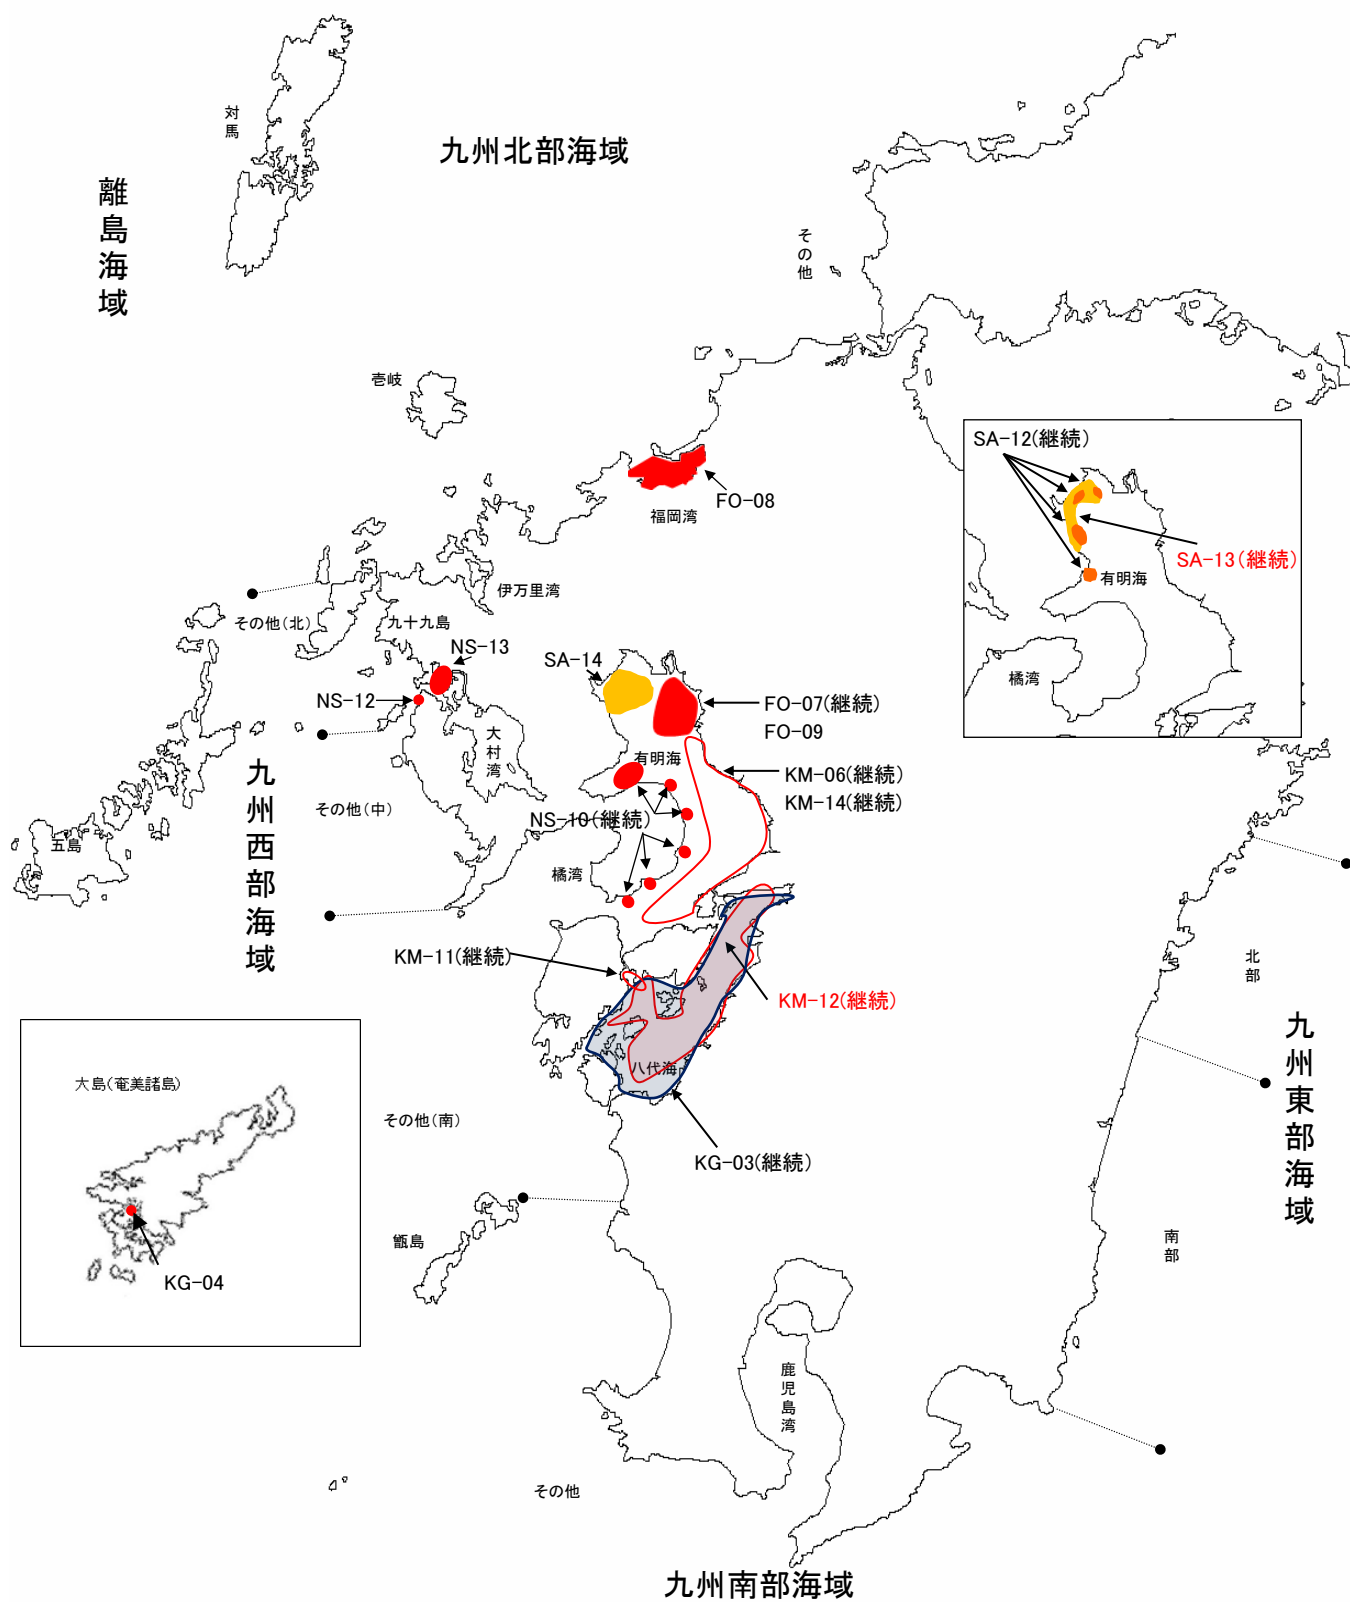 対馬
九州北部海域
離島海域
その他
壱岐
FO-08
福岡湾
SA-12(継続)
SA-13(継続)
有明海
橘湾
伊万里湾
その他(北)
九十九島
NS-13
SA-14
NS-12
FO-07(継続)
FO-09
大村湾
有明海
KM-06(継続)
KM-14(継続)
九州西部海域
その他(中)
NS-10(継続)
五島
橘湾
KM-11(継続)
北部
KM-12(継続)
九州東部海域
八代海
大島(奄美諸島)
その他(南)
KG-03(継続)
甑島
南部
KG-04
鹿児島湾
その他
九州南部海域